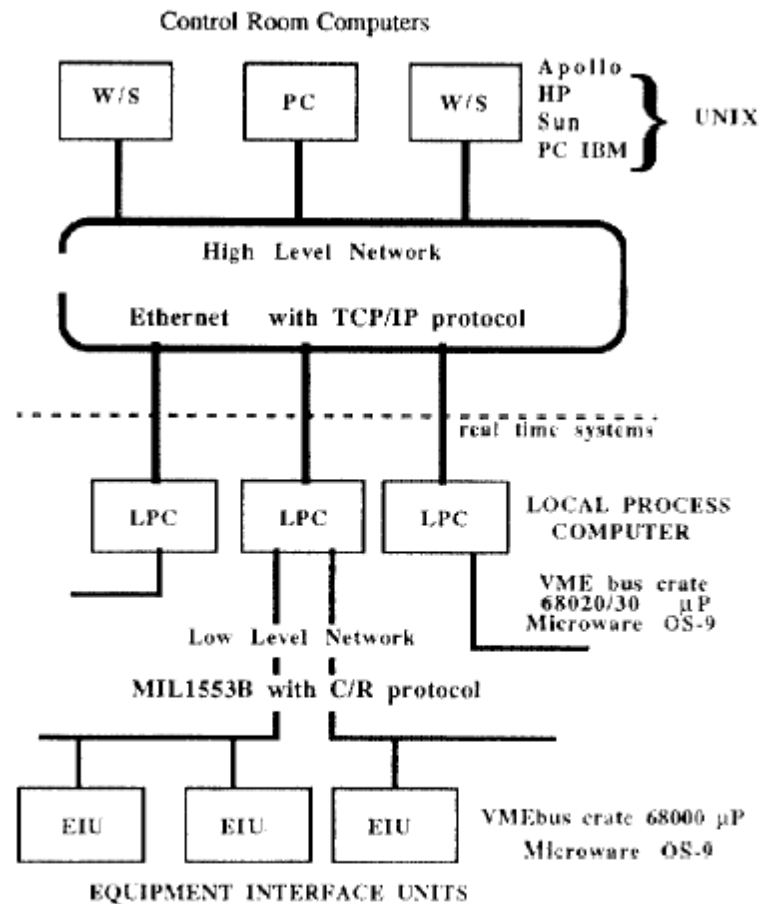 Control Room Computers
W/S
PC
W/S
Apollo
HP
Sun
PC IBM
UNIX
High Level Network
Ethernet with TCP/IP protocol
real time systems
LPC
LPC
LPC
LOCAL PROCESS
COMPUTER
VME bus crate
68020/30 µP
Microware OS-9
Low Level Network
MIL1553B with C/R protocol
EIU
EIU
EIU
VMEbus crate 68000 µP
Microware OS-9
EQUIPMENT INTERFACE UNITS